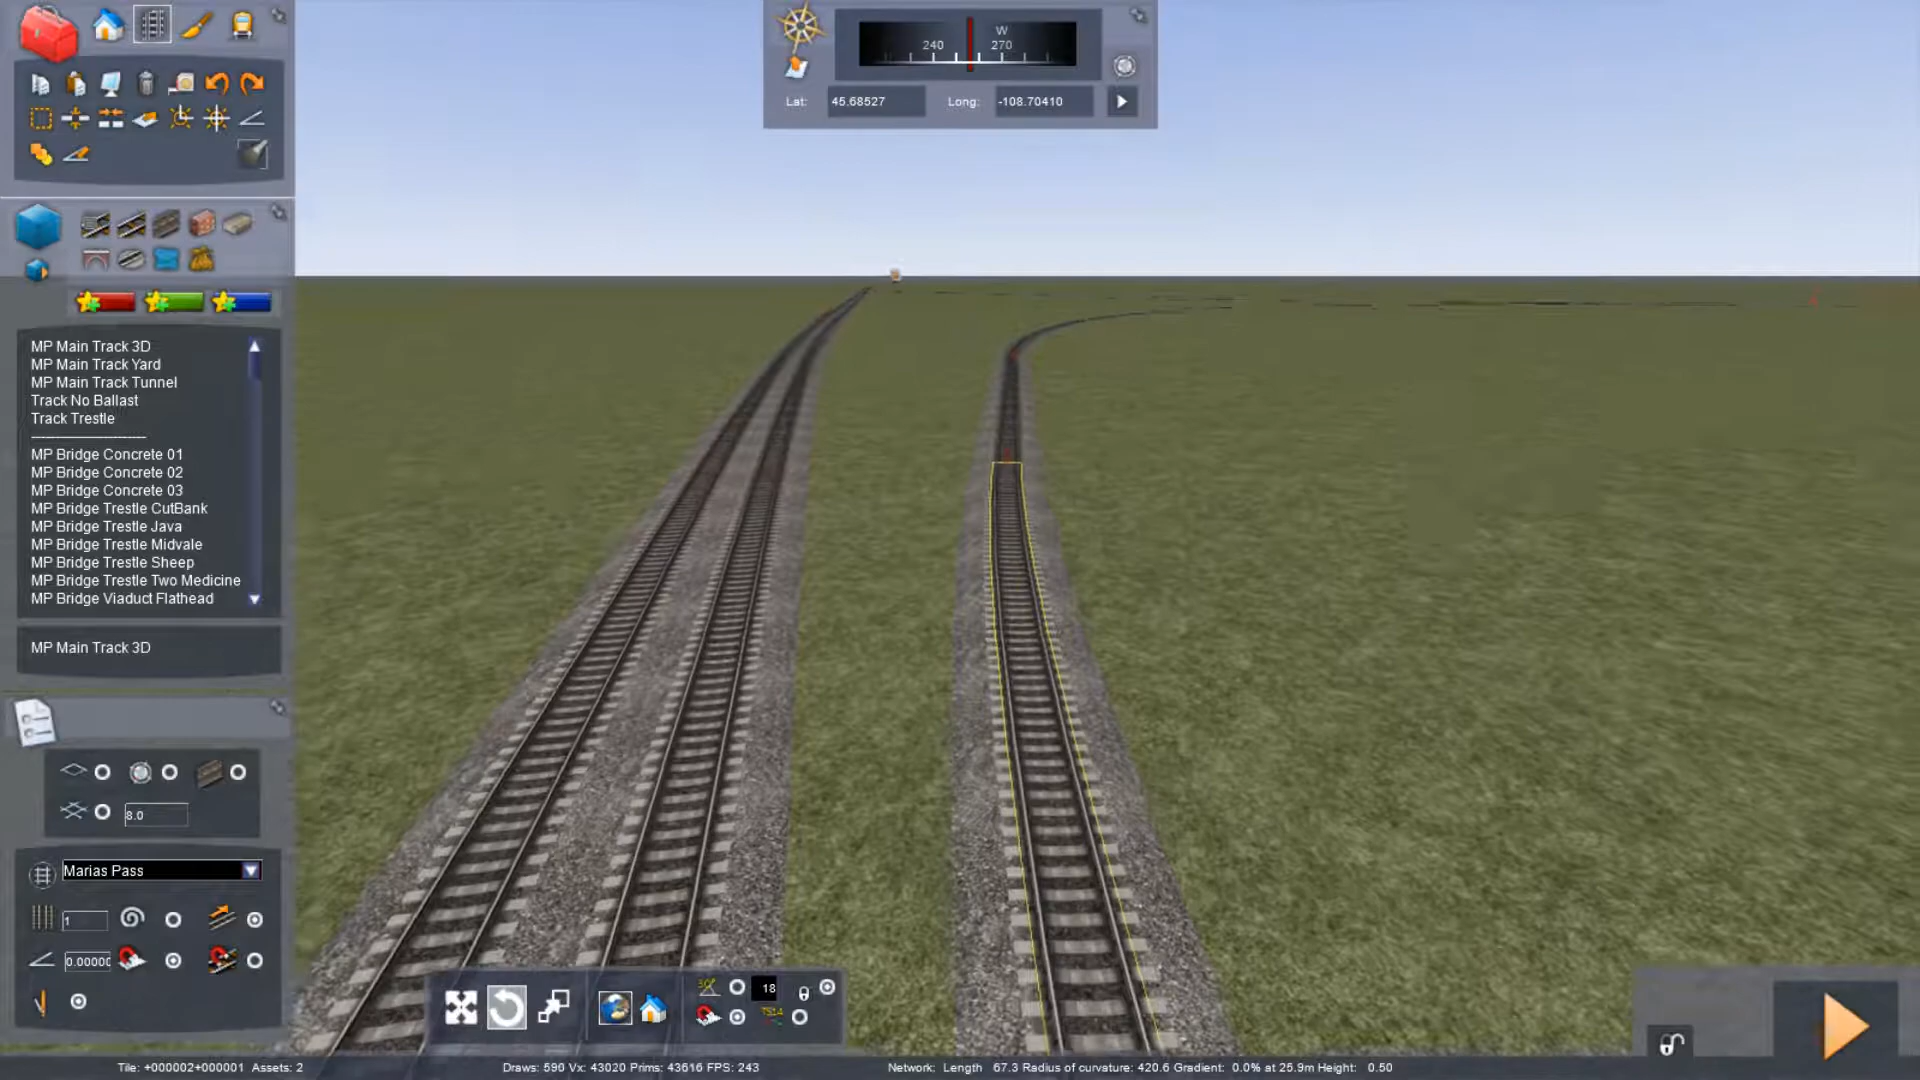 W
240 270
Lat: 45.68527 Long: -108.70410
MP Main Track 3D
MP Main Track Yard
MP Main Track Tunnel
Track No Ballast
Track Trestle
MP Bridge Concrete 01
MP Bridge Concrete 02
MP Bridge Concrete 03
MP Bridge Trestle CutBank
MP Bridge Trestle Java
MP Bridge Trestle Midvale
MP Bridge Trestle Sheep
MP Bridge Trestle Two Medicine
MP Bridge Viaduct Flathead
MP Main Track 3D
8.0
Marias Pass
1
0.00000
30° 18
TS14
Tile: +000002+000001 Assets: 2 Draws: 590 Vx: 43020 Prims: 43616 FPS: 243 Network: Length 67.3 Radius of curvature: 420.6 Gradient: 0.0% at 25.9m Height: 0.50